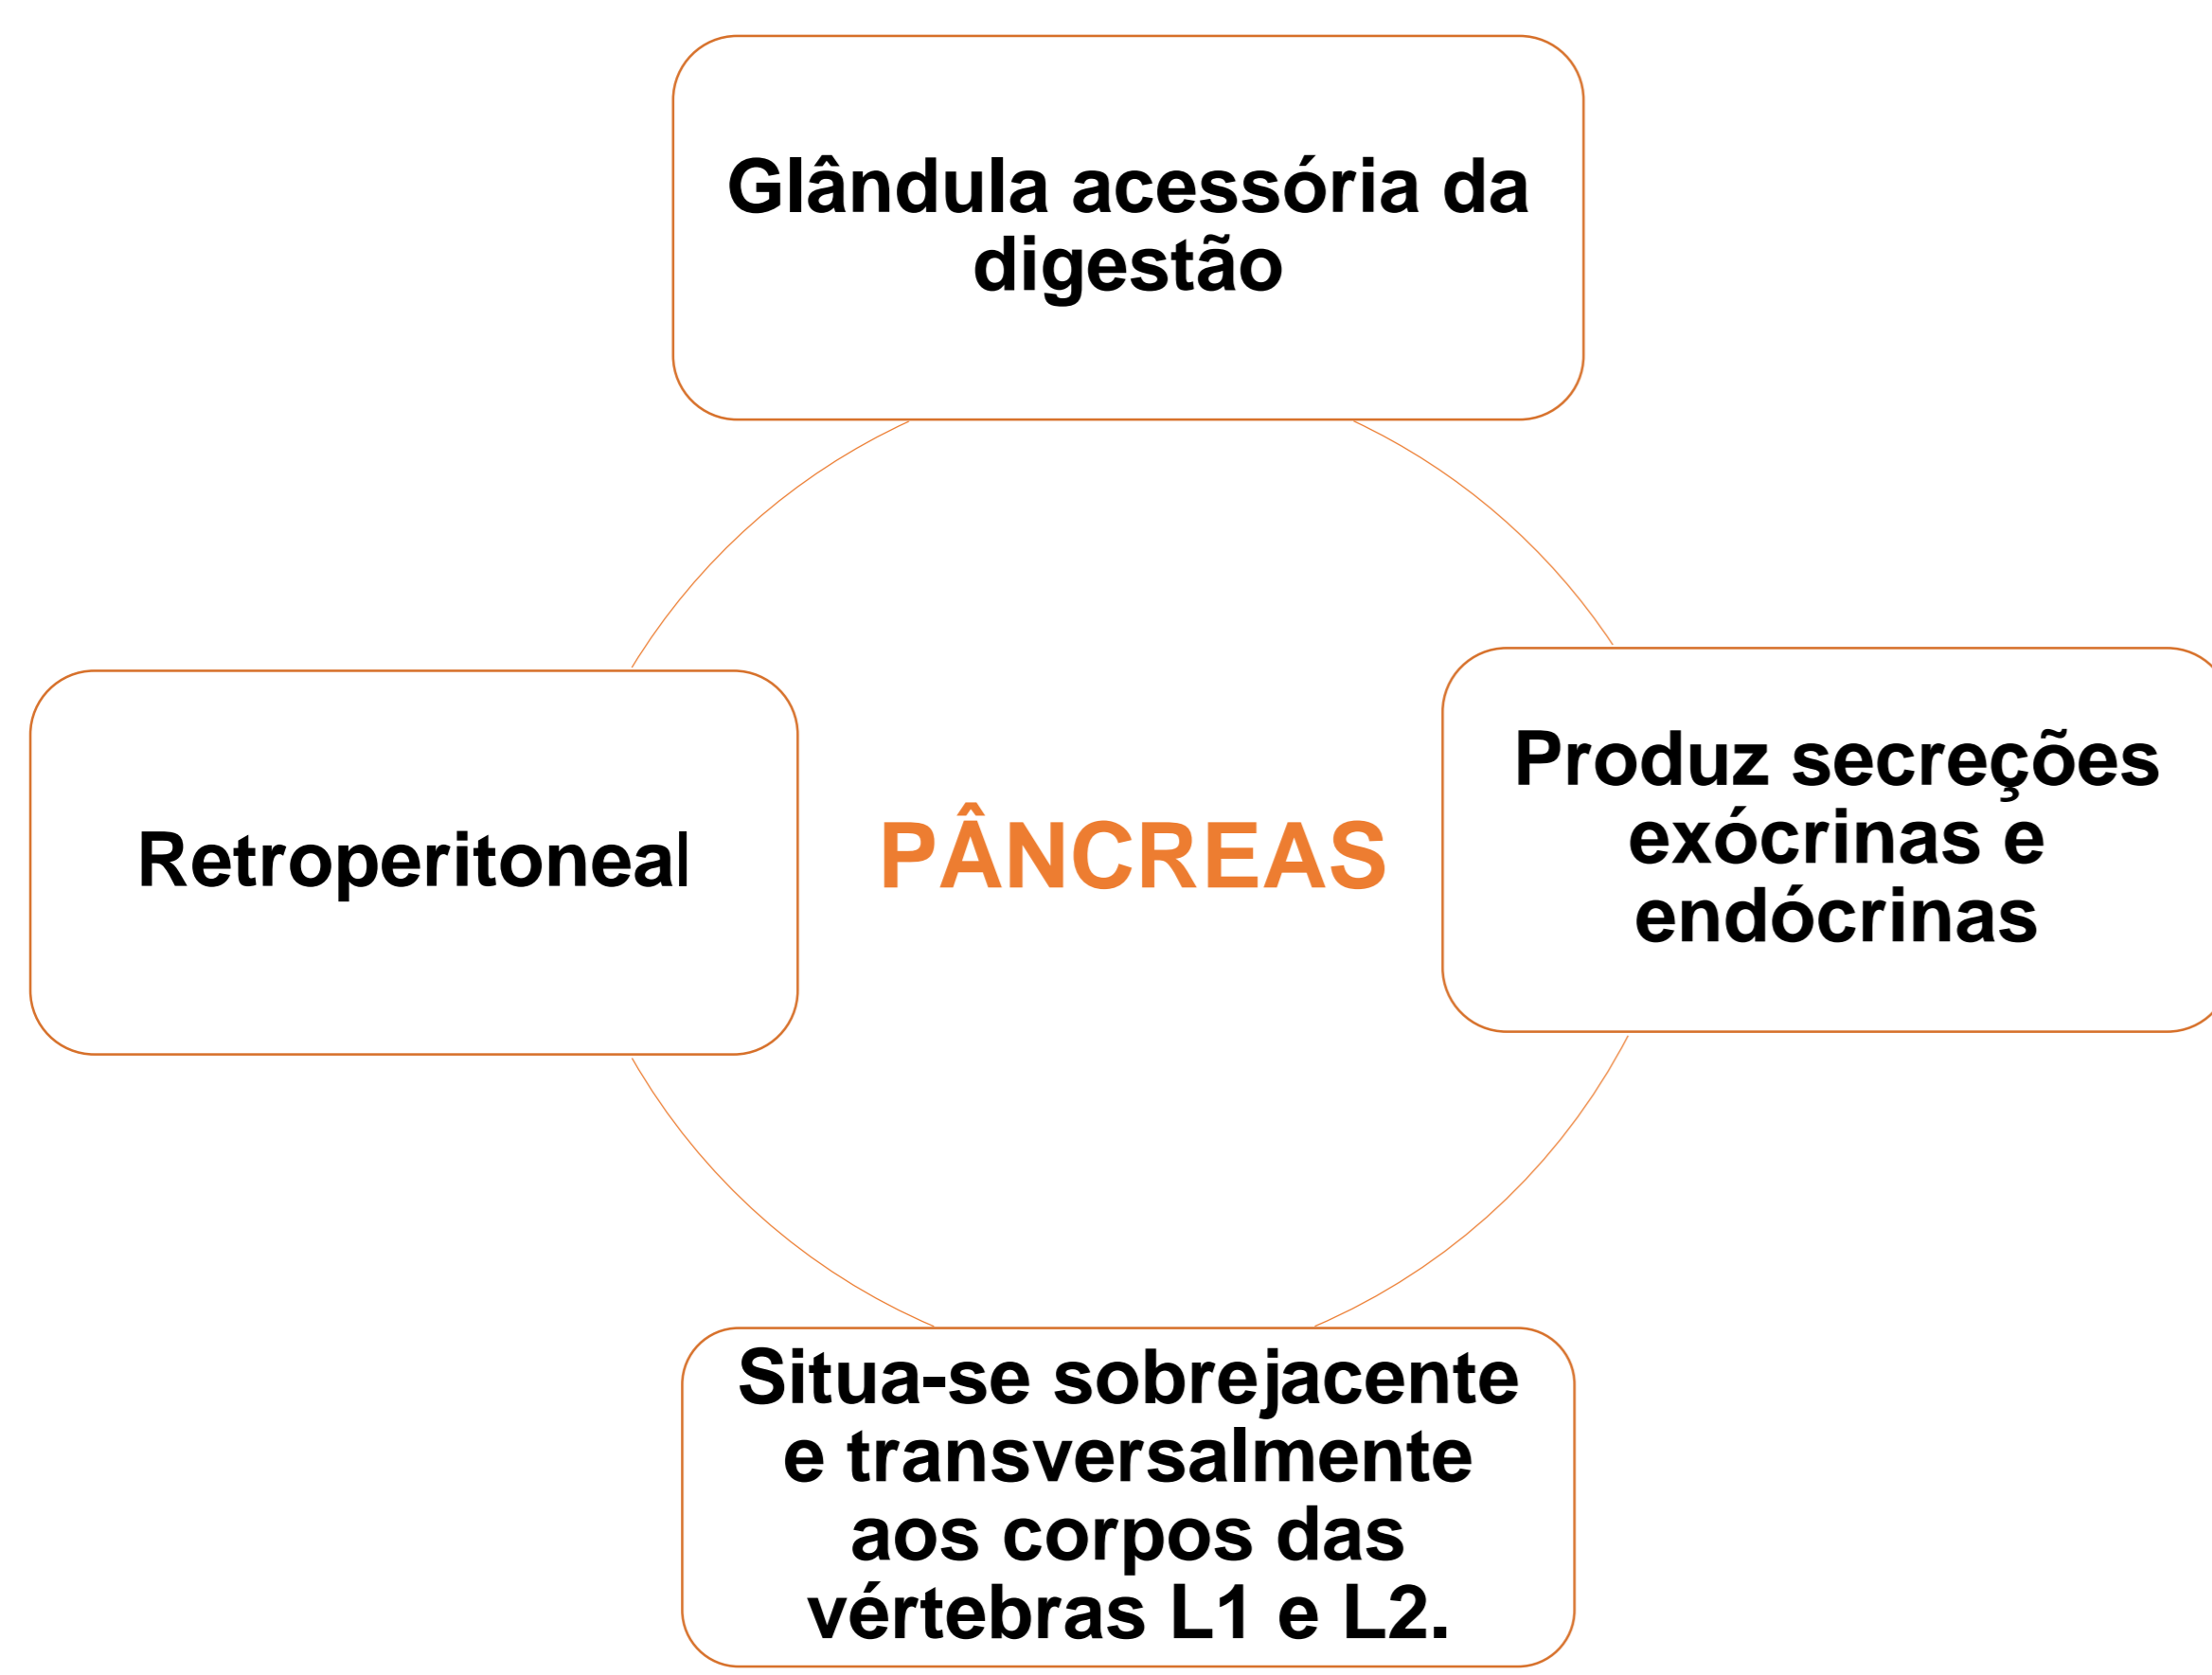 Glândula acessória da
digestão
Retroperitoneal
PÂNCREAS
Produz secreções
exócrinas e
endócrinas
Situa-se sobrejacente
e transversalmente
aos corpos das
vértebras L1 e L2.